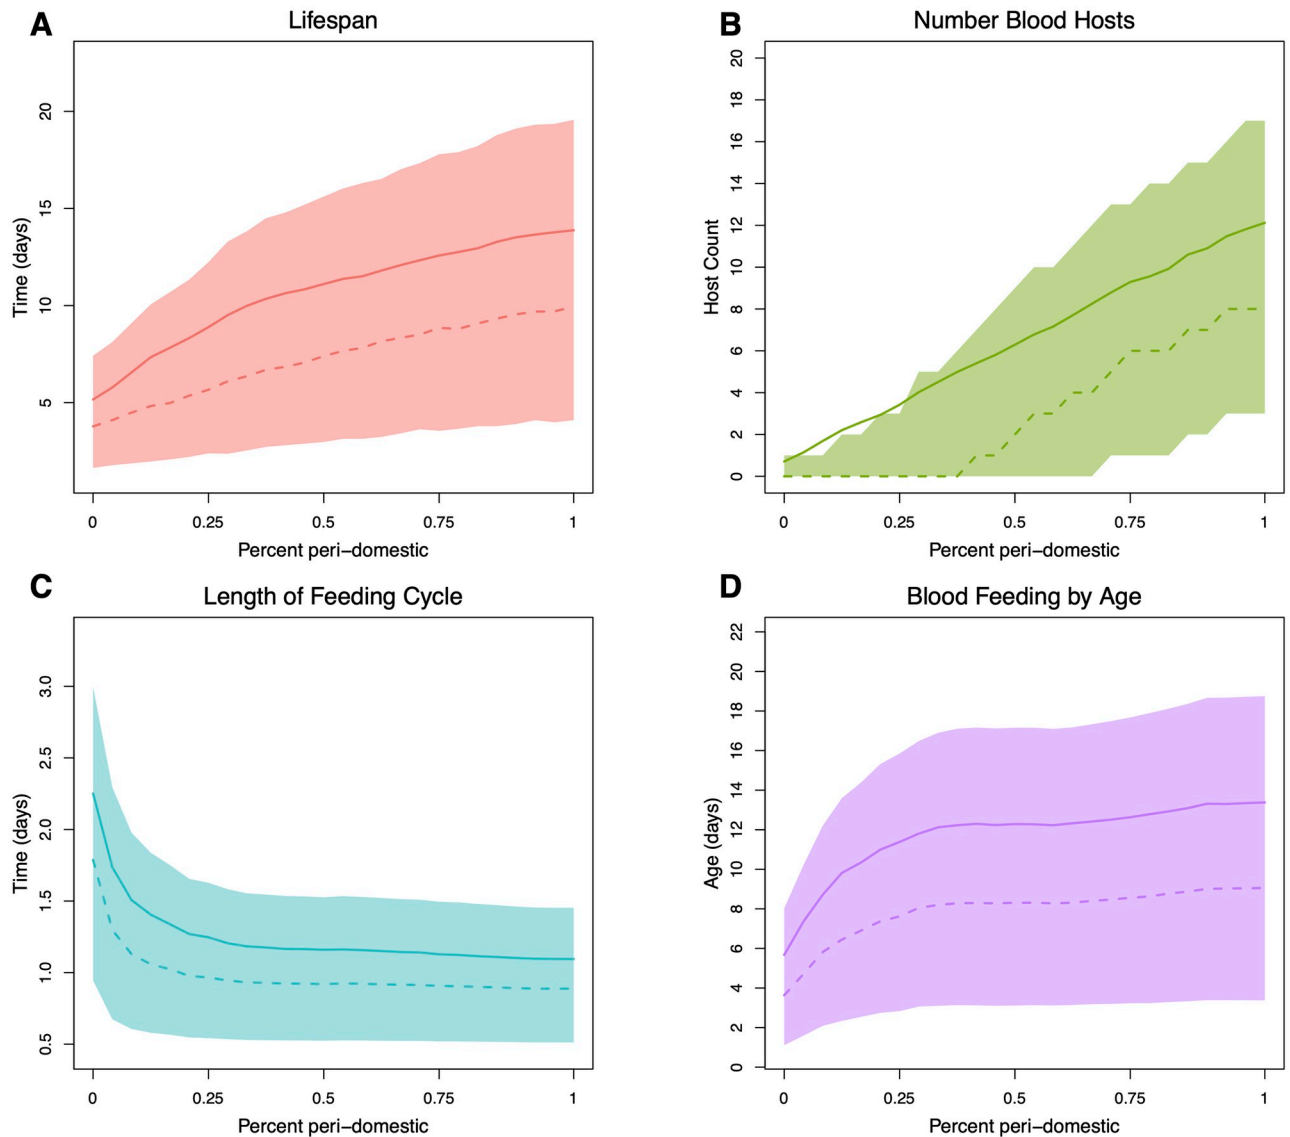 A
Lifespan
Time (days)
20
15
10
5
0 0.25 0.5 0.75 1
Percent peri−domestic
B
Number Blood Hosts
Host Count
20
18
16
14
12
10
8
6
4
2
0
0 0.25 0.5 0.75 1
Percent peri−domestic
C
Length of Feeding Cycle
Time (days)
3.0
2.5
2.0
1.5
1.0
0.5
0 0.25 0.5 0.75 1
Percent peri−domestic
D
Blood Feeding by Age
Age (days)
22
20
18
16
14
12
10
8
6
4
2
0
0 0.25 0.5 0.75 1
Percent peri−domestic